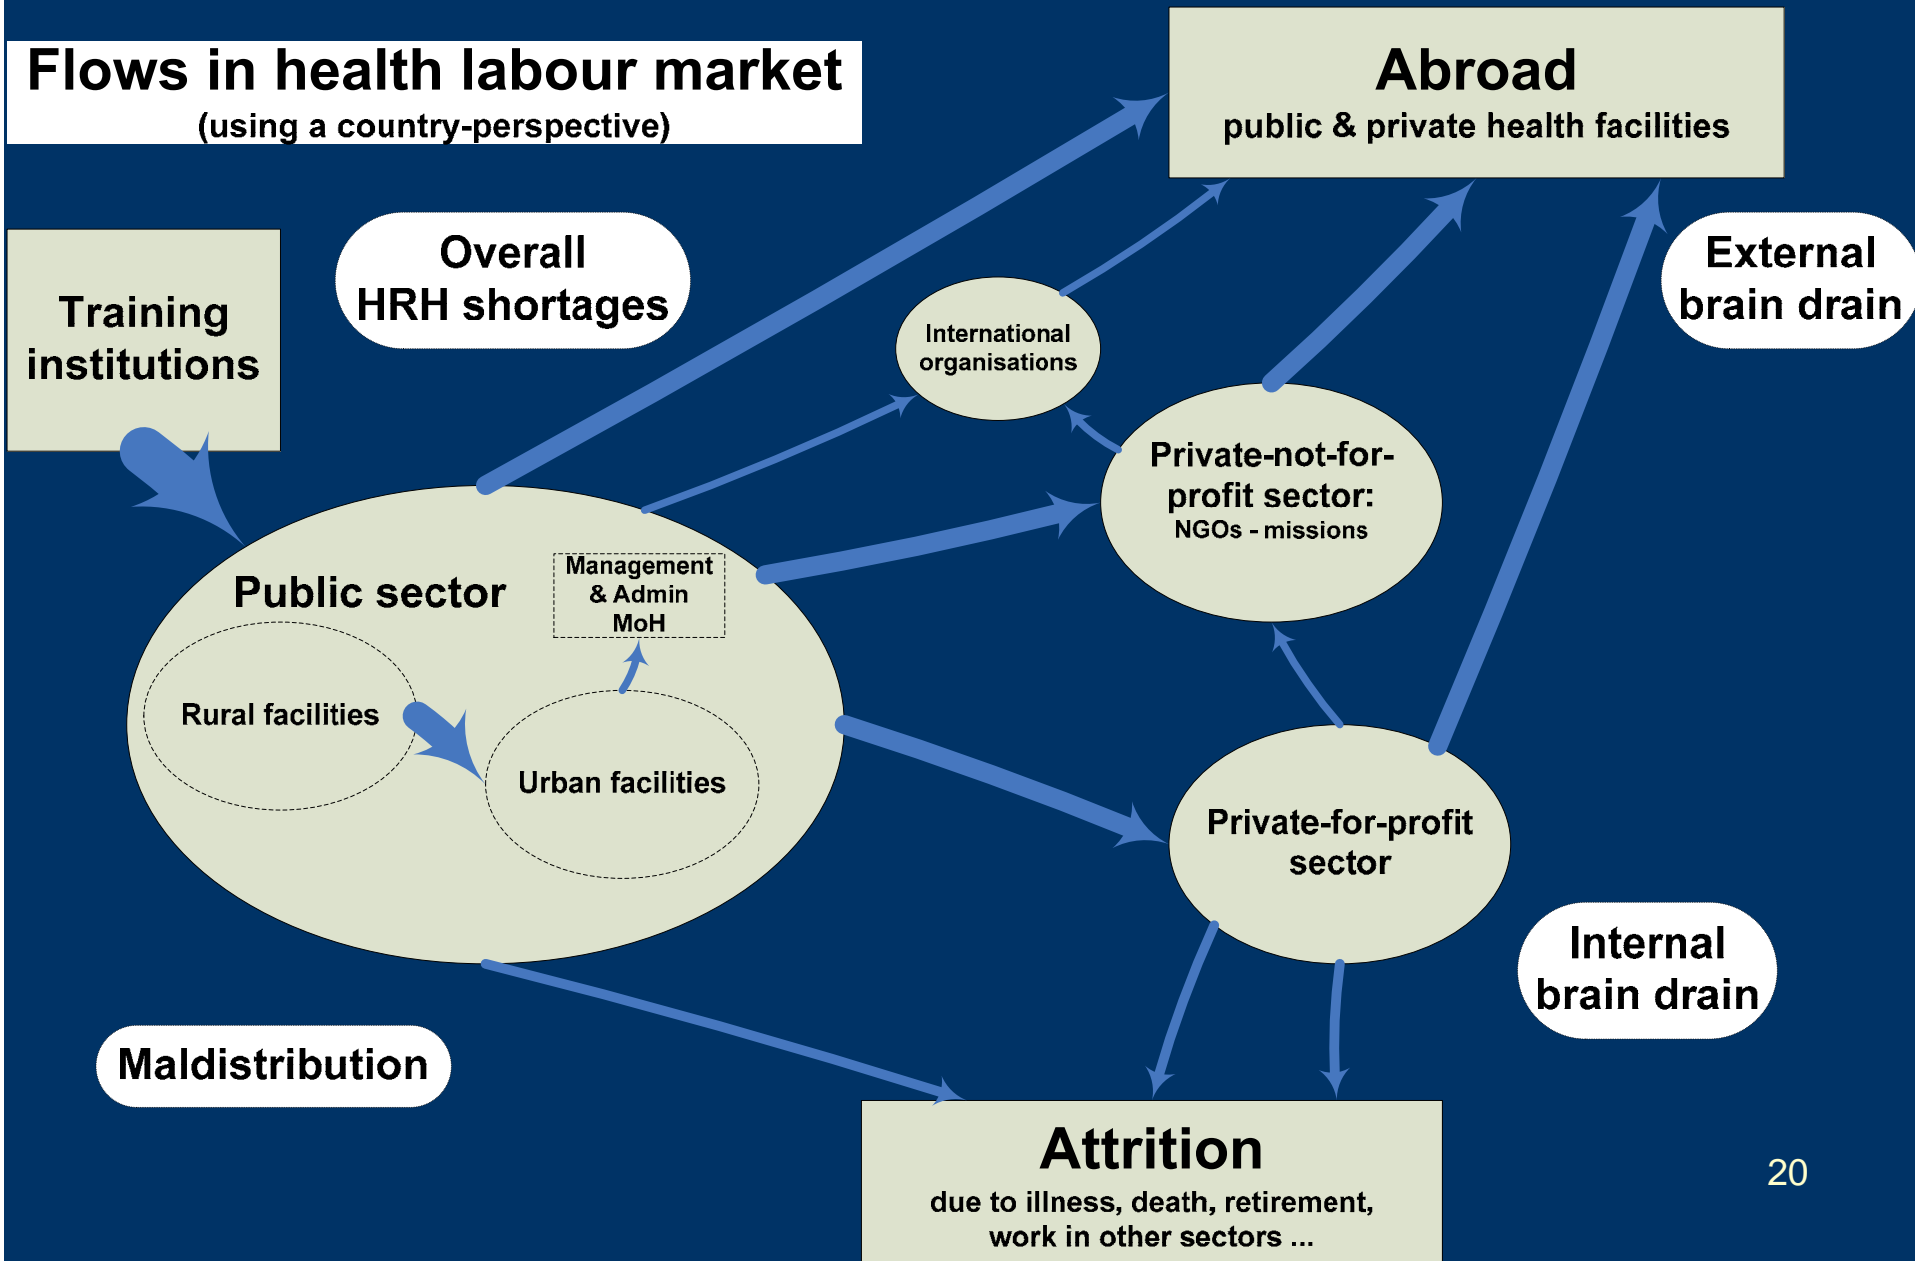 Flows in health labour market
(using a country-perspective)
Abroad
public & private health facilities
Overall
HRH shortages
External
brain drain
Training
institutions
International
organisations
Private-not-for-
profit sector:
NGOs - missions
Public sector
Management
& Admin
MoH
Rural facilities
Urban facilities
Private-for-profit
sector
Internal
brain drain
Maldistribution
Attrition
due to illness, death, retirement,
work in other sectors ...
20